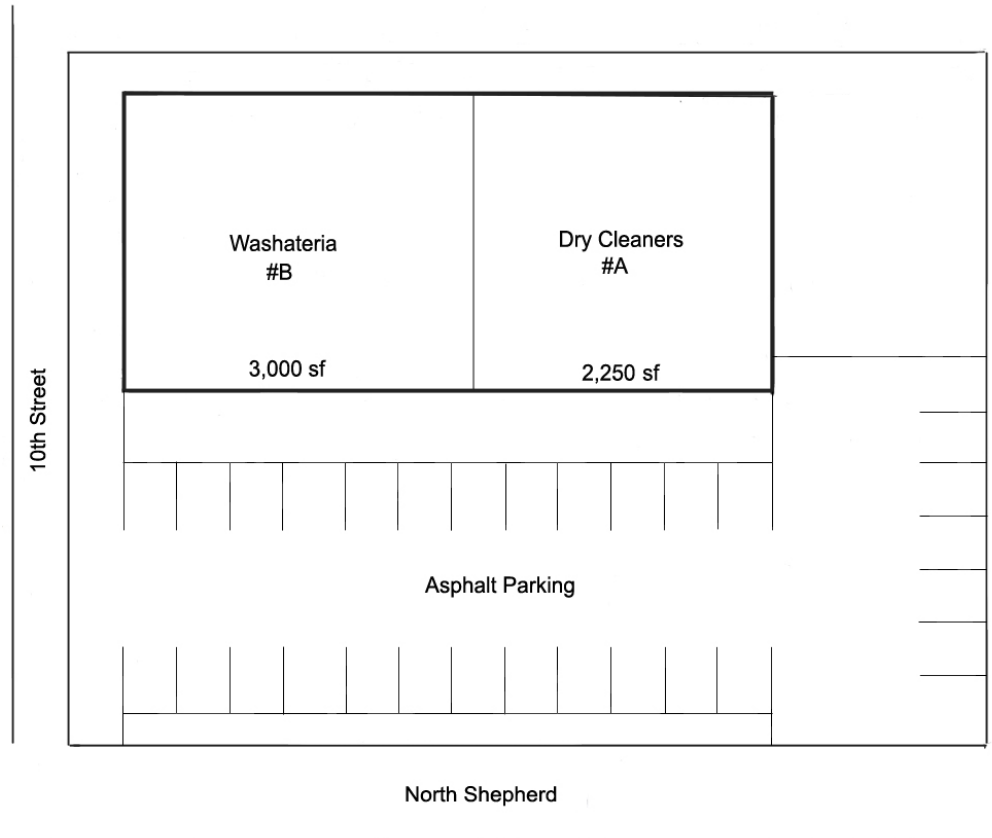 Washateria
#B
3,000 sf
Dry Cleaners
#A
2,250 sf
10th Street
Asphalt Parking
North Shepherd